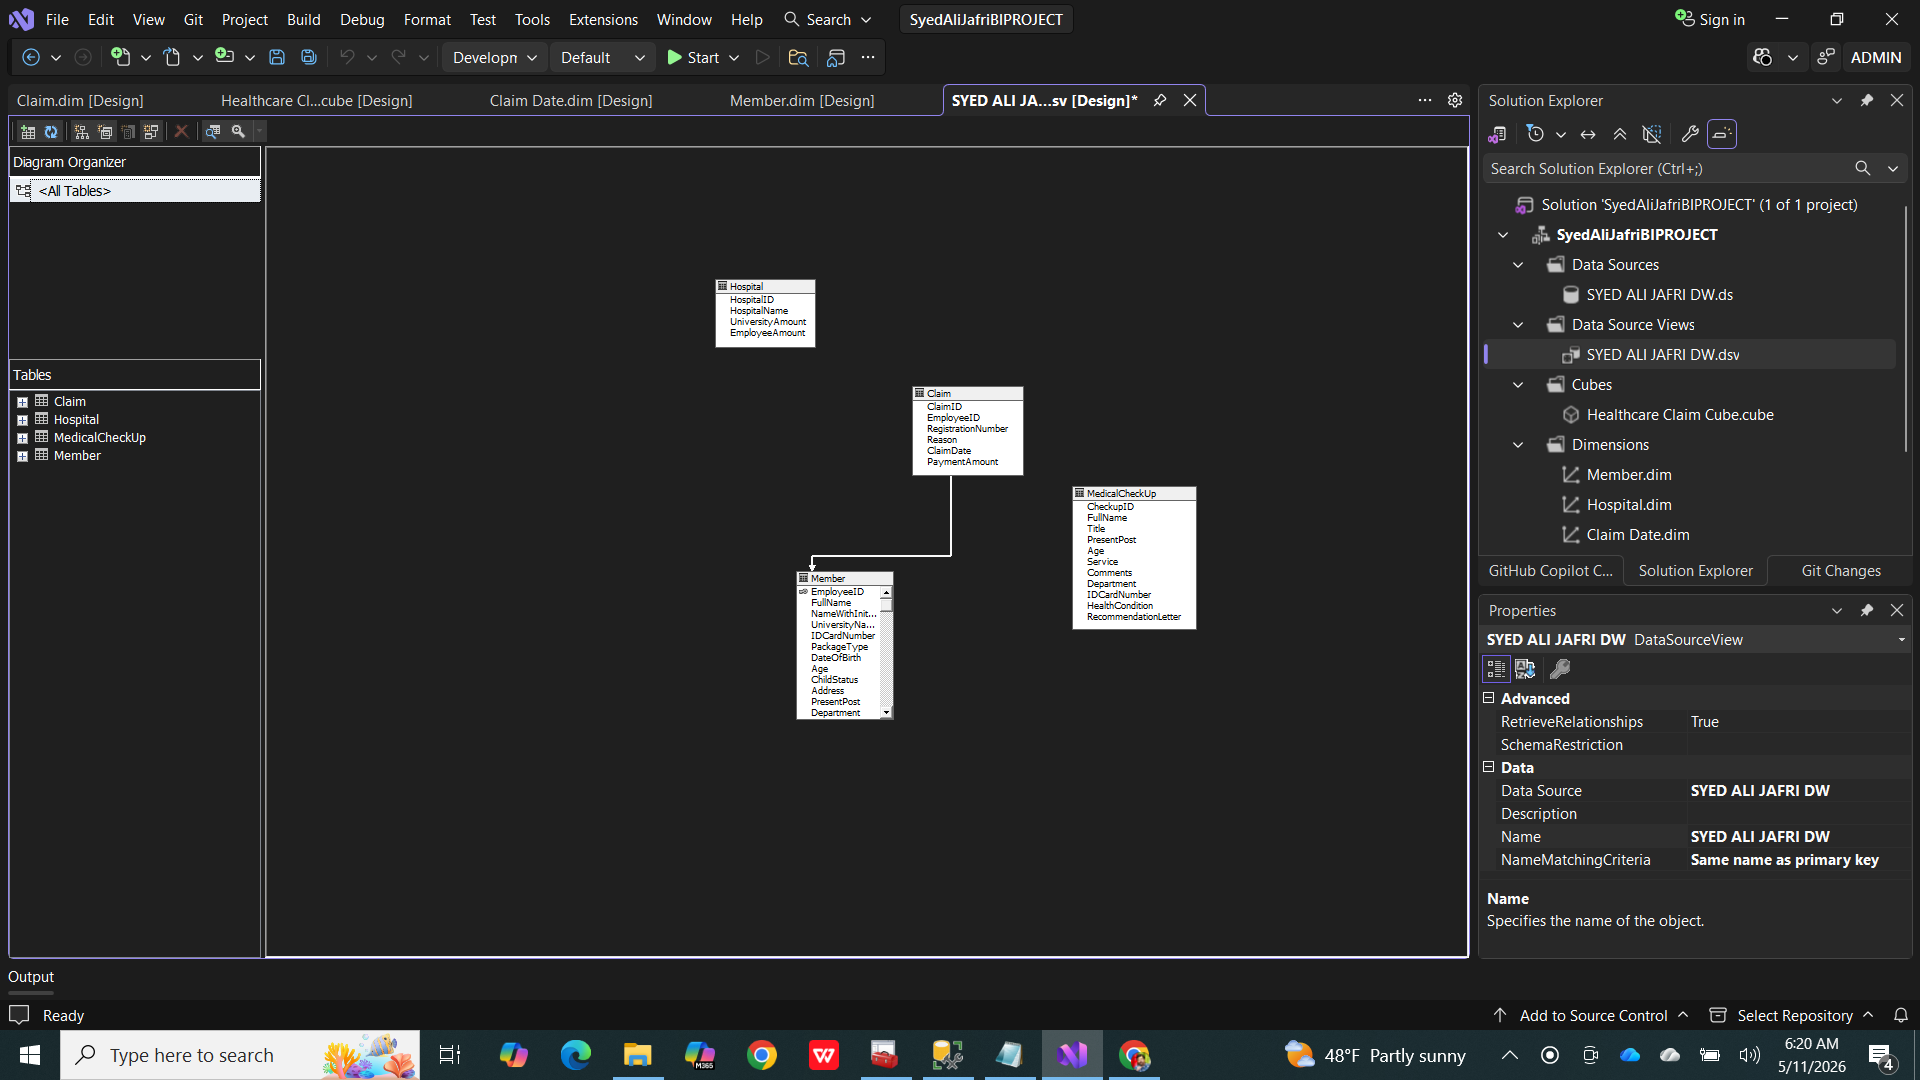 File Edit View Git Project Build Debug Format Test Tools Extensions Window Help Search SyedAliJafriBIPROJECT Sign in
Developn Default Start ADMIN
Claim.dim [Design] Healthcare Cl...cube [Design] Claim Date.dim [Design] Member.dim [Design] SYED ALI JA...sv [Design]*
Diagram Organizer
<All Tables>
Tables
Claim
Hospital
MedicalCheckUp
Member
Hospital
HospitalID
HospitalName
UniversityAmount
EmployeeAmount
Claim
ClaimID
EmployeeID
RegistrationNumber
Reason
ClaimDate
PaymentAmount
MedicalCheckUp
CheckupID
FullName
Title
PresentPost
Age
Service
Comments
Department
IDCardNumber
HealthCondition
RecommendationLetter
Member
EmployeeID
FullName
NameWithInit...
UniversityNa...
IDCardNumber
PackageType
DateOfBirth
Age
ChildStatus
Address
PresentPost
Department
Solution Explorer
Search Solution Explorer (Ctrl+;)
Solution 'SyedAliJafriBIPROJECT' (1 of 1 project)
SyedAliJafriBIPROJECT
Data Sources
SYED ALI JAFRI DW.ds
Data Source Views
SYED ALI JAFRI DW.dsv
Cubes
Healthcare Claim Cube.cube
Dimensions
Member.dim
Hospital.dim
Claim Date.dim
GitHub Copilot C... Solution Explorer Git Changes
Properties
SYED ALI JAFRI DW DataSourceView
Advanced
RetrieveRelationships True
SchemaRestriction
Data
Data Source SYED ALI JAFRI DW
Description
Name SYED ALI JAFRI DW
NameMatchingCriteria Same name as primary key
Name
Specifies the name of the object.
Output
Ready
Add to Source Control Select Repository
Type here to search
M365
48°F Partly sunny
6:20 AM
5/11/2026
4